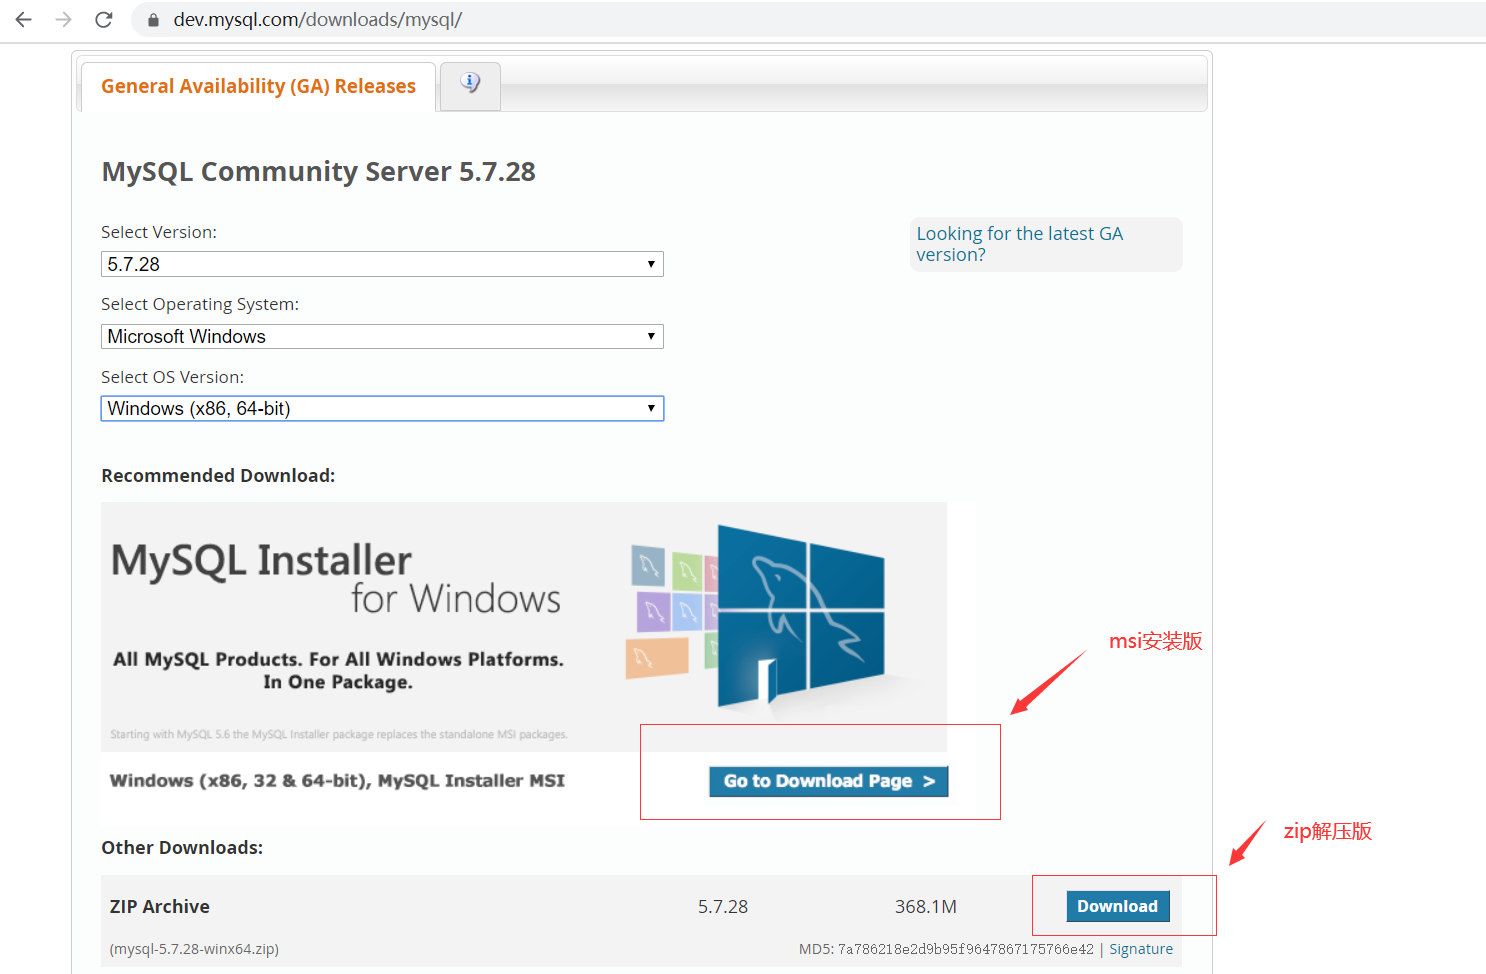 dev.mysql.com/downloads/mysql/
General Availability (GA) Releases
MySQL Community Server 5.7.28
Select Version:
Looking for the latest GA
version?
5.7.28
Select Operating System:
Microsoft Windows
Select OS Version:
Windows (x86, 64-bit)
Recommended Download:
MySQL Installer
for Windows
All MySQL Products. For All Windows Platforms.
In One Package.
msi安装版
Starting with MySQL 5.6 the MySQL Installer package replaces the standalone MSI packages.
Windows (x86, 32 & 64-bit), MySQL Installer MSI
Go to Download Page >
zip解压版
Other Downloads:
ZIP Archive 5.7.28 368.1M Download
(mysql-5.7.28-winx64.zip) MD5: 7a786218e2d9b95f9647867175766e42 | Signature